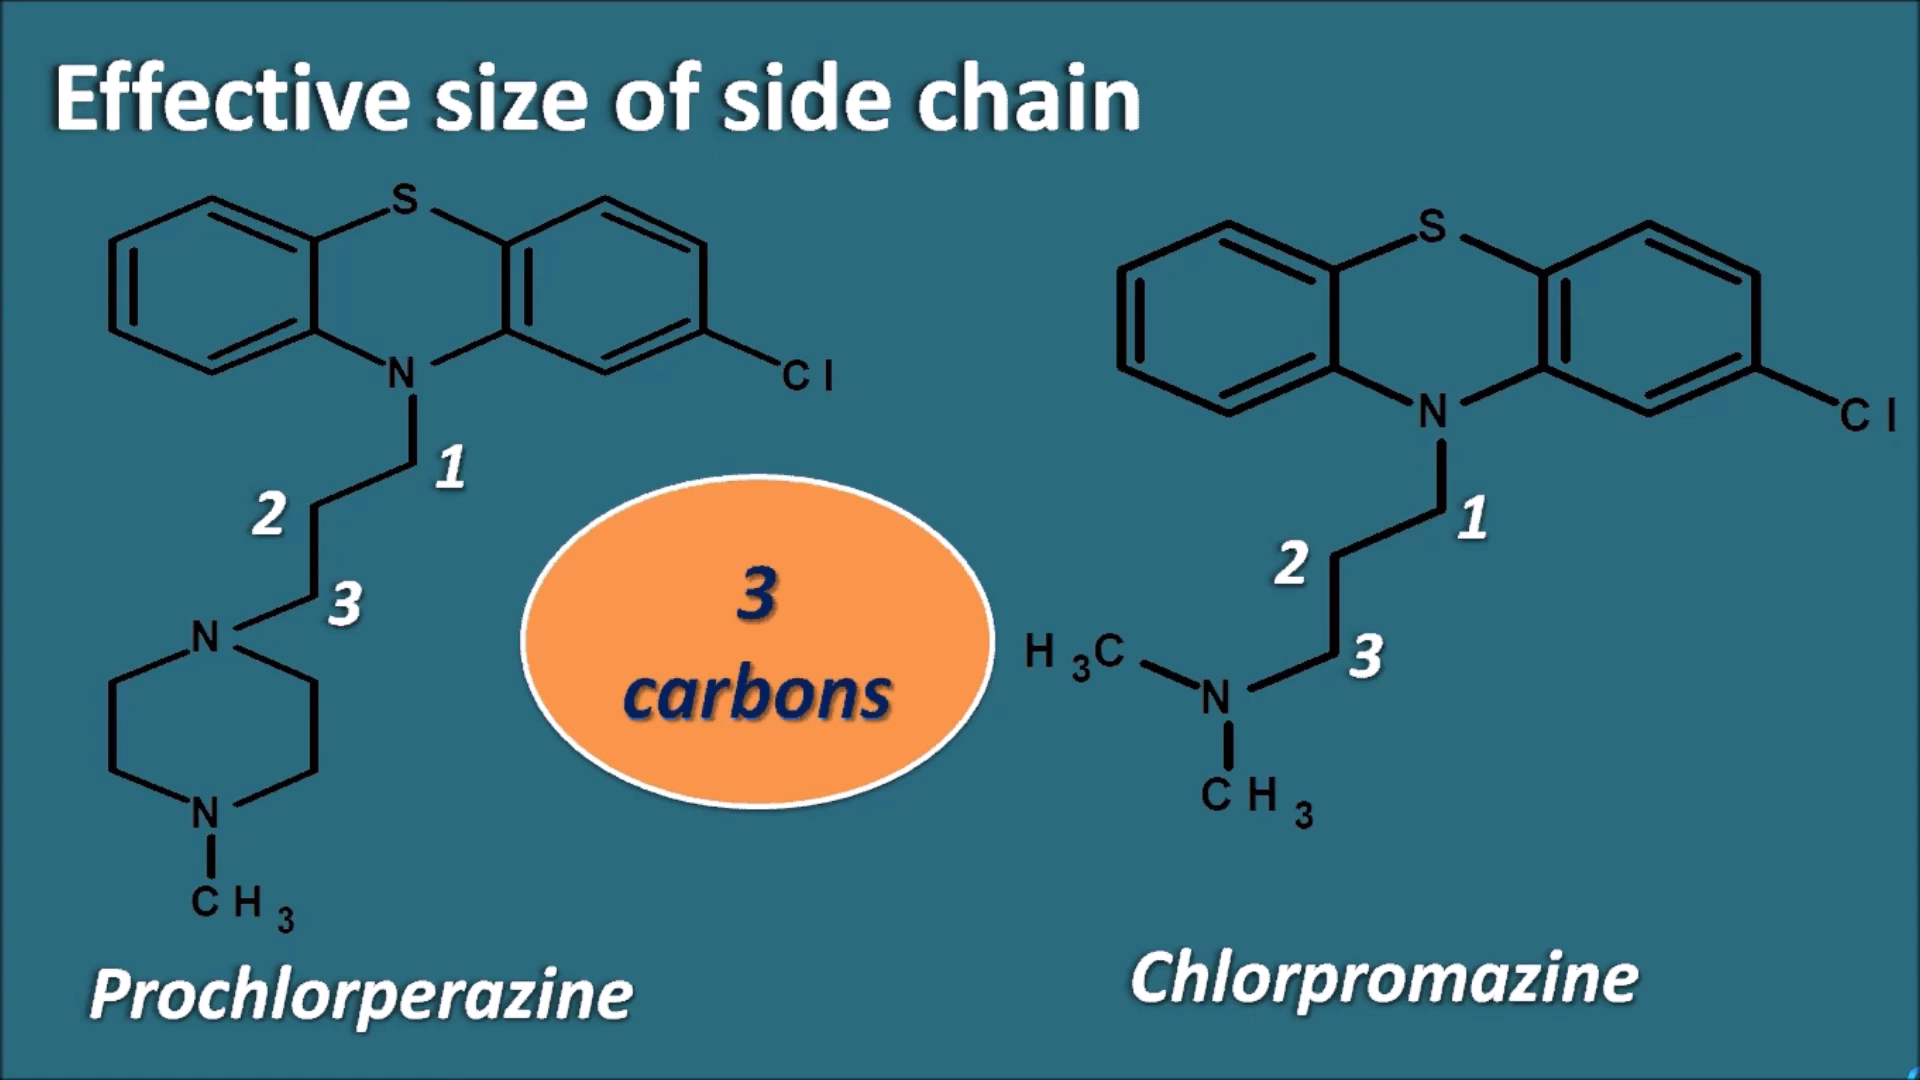 Effective size of side chain
S
N
Cl
1
2
3
N
N
CH3
Prochlorperazine
3
carbons
S
N
Cl
1
2
3
H3C
N
CH3
Chlorpromazine